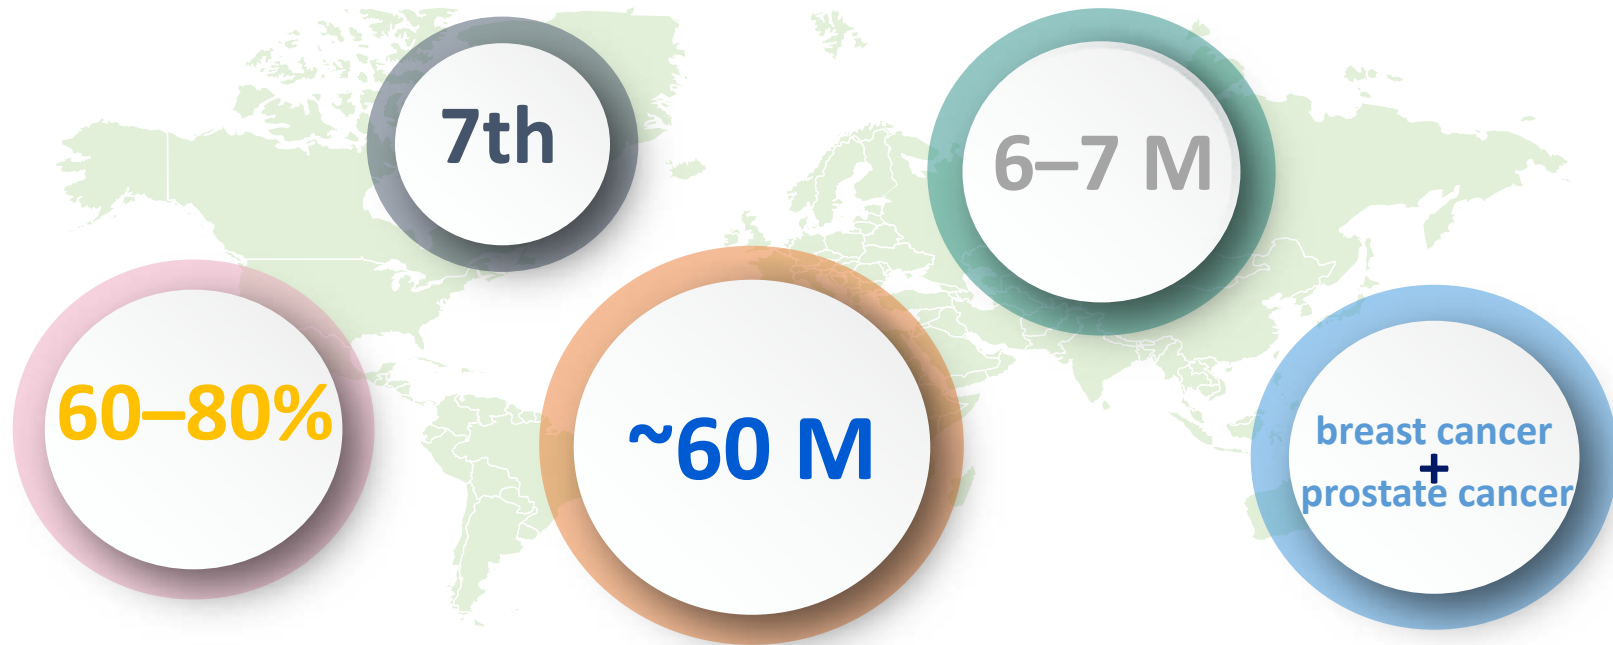 7th
6–7 M
60–80%
~60 M
breast cancer
+
prostate cancer